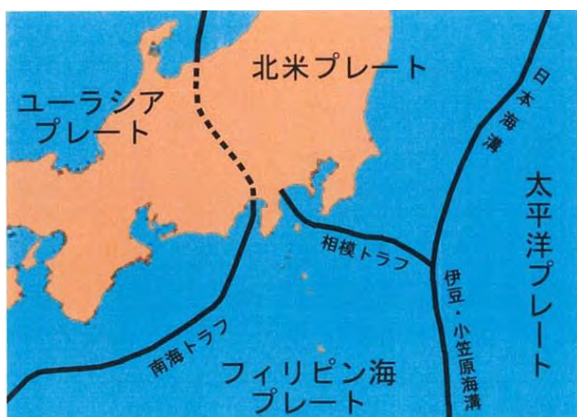 北米プレート
ユーラシア
プレート
日本海溝
太平洋プレート
相模トラフ
伊豆・小笠原海溝
南海トラフ
フィリピン海
プレート